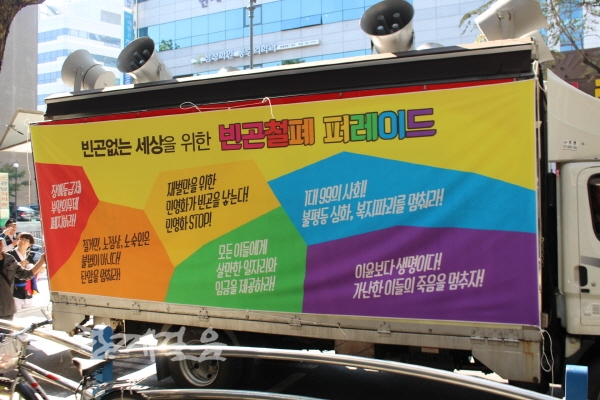 빈곤없는 세상을 위한 빈곤철폐 퍼레이드
장애등급제
부양의무제
폐지하라!
재벌만을 위한
민영화가 빈곤을 낳는다!
민영화 STOP!
1대 99의 사회!!
불평등 심화, 복지파괴를 멈춰라!
철거민, 노점상, 노숙인은
불법이 아니다!
탄압을 멈춰라!
모든 이들에게
살만한 일자리와
임금을 제공하라!
이윤보다 생명이다!
가난한 이들의 죽음을 멈추자!